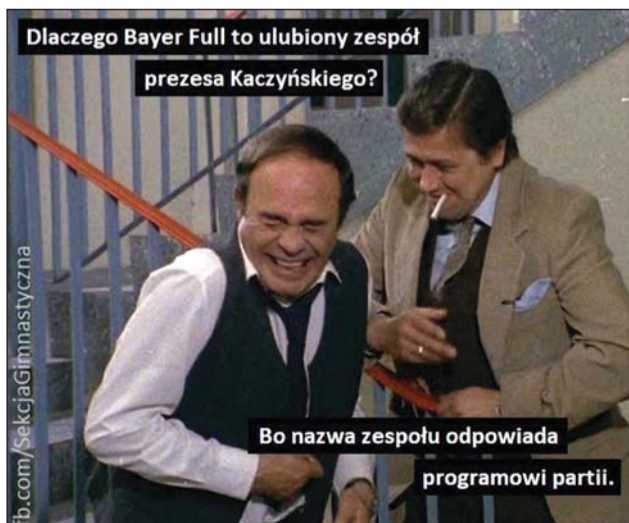 Dlaczego Bayer Full to ulubiony zespół
prezesa Kaczyńskiego?
Bo nazwa zespołu odpowiada
programowi partii.
fb.com/SekcjaGimnastyczna